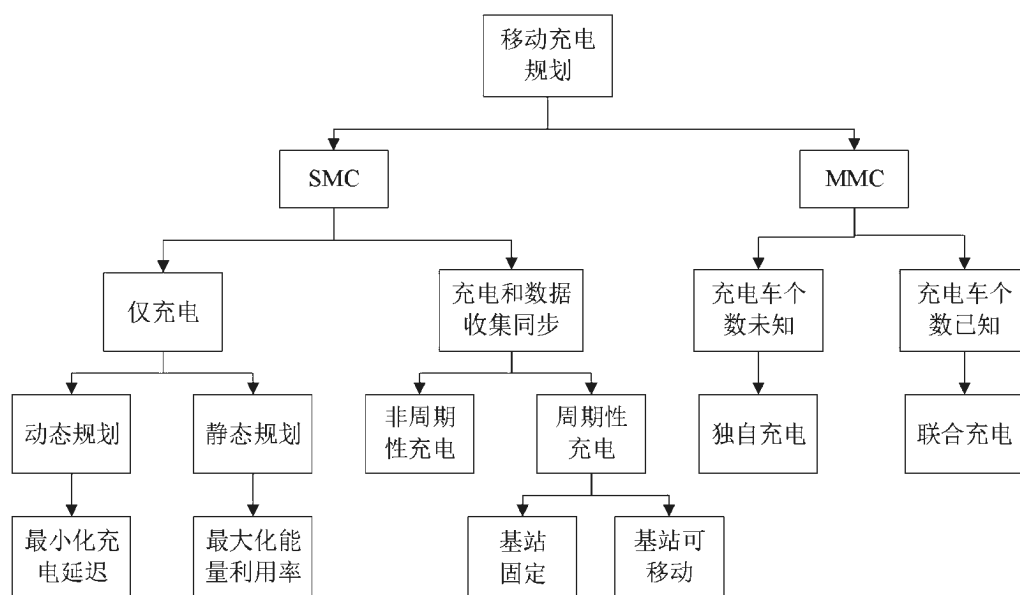 移动充电
规划
SMC
MMC
仅充电
充电和数据
收集同步
充电车个
数未知
充电车个
数已知
动态规划
静态规划
非周期
性充电
周期性
充电
独自充电
联合充电
最小化充
电延迟
最大化能
量利用率
基站
固定
基站可
移动